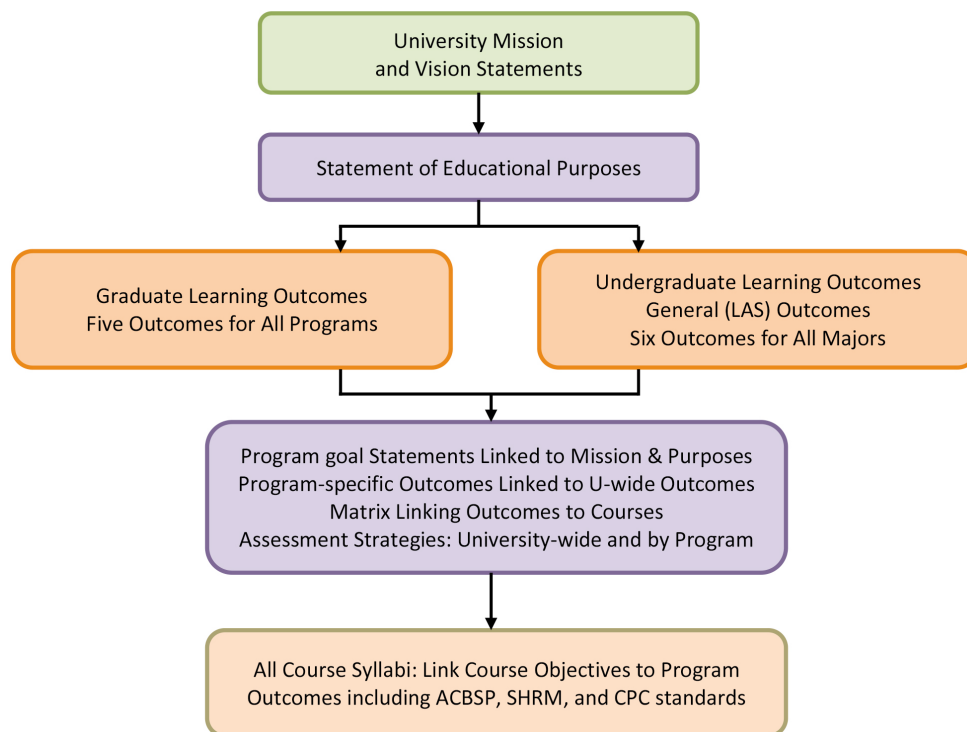 University Mission
and Vision Statements
Statement of Educational Purposes
Graduate Learning Outcomes
Five Outcomes for All Programs
Undergraduate Learning Outcomes
General (LAS) Outcomes
Six Outcomes for All Majors
Program goal Statements Linked to Mission & Purposes
Program-specific Outcomes Linked to U-wide Outcomes
Matrix Linking Outcomes to Courses
Assessment Strategies: University-wide and by Program
All Course Syllabi: Link Course Objectives to Program
Outcomes including ACBSP, SHRM, and CPC standards